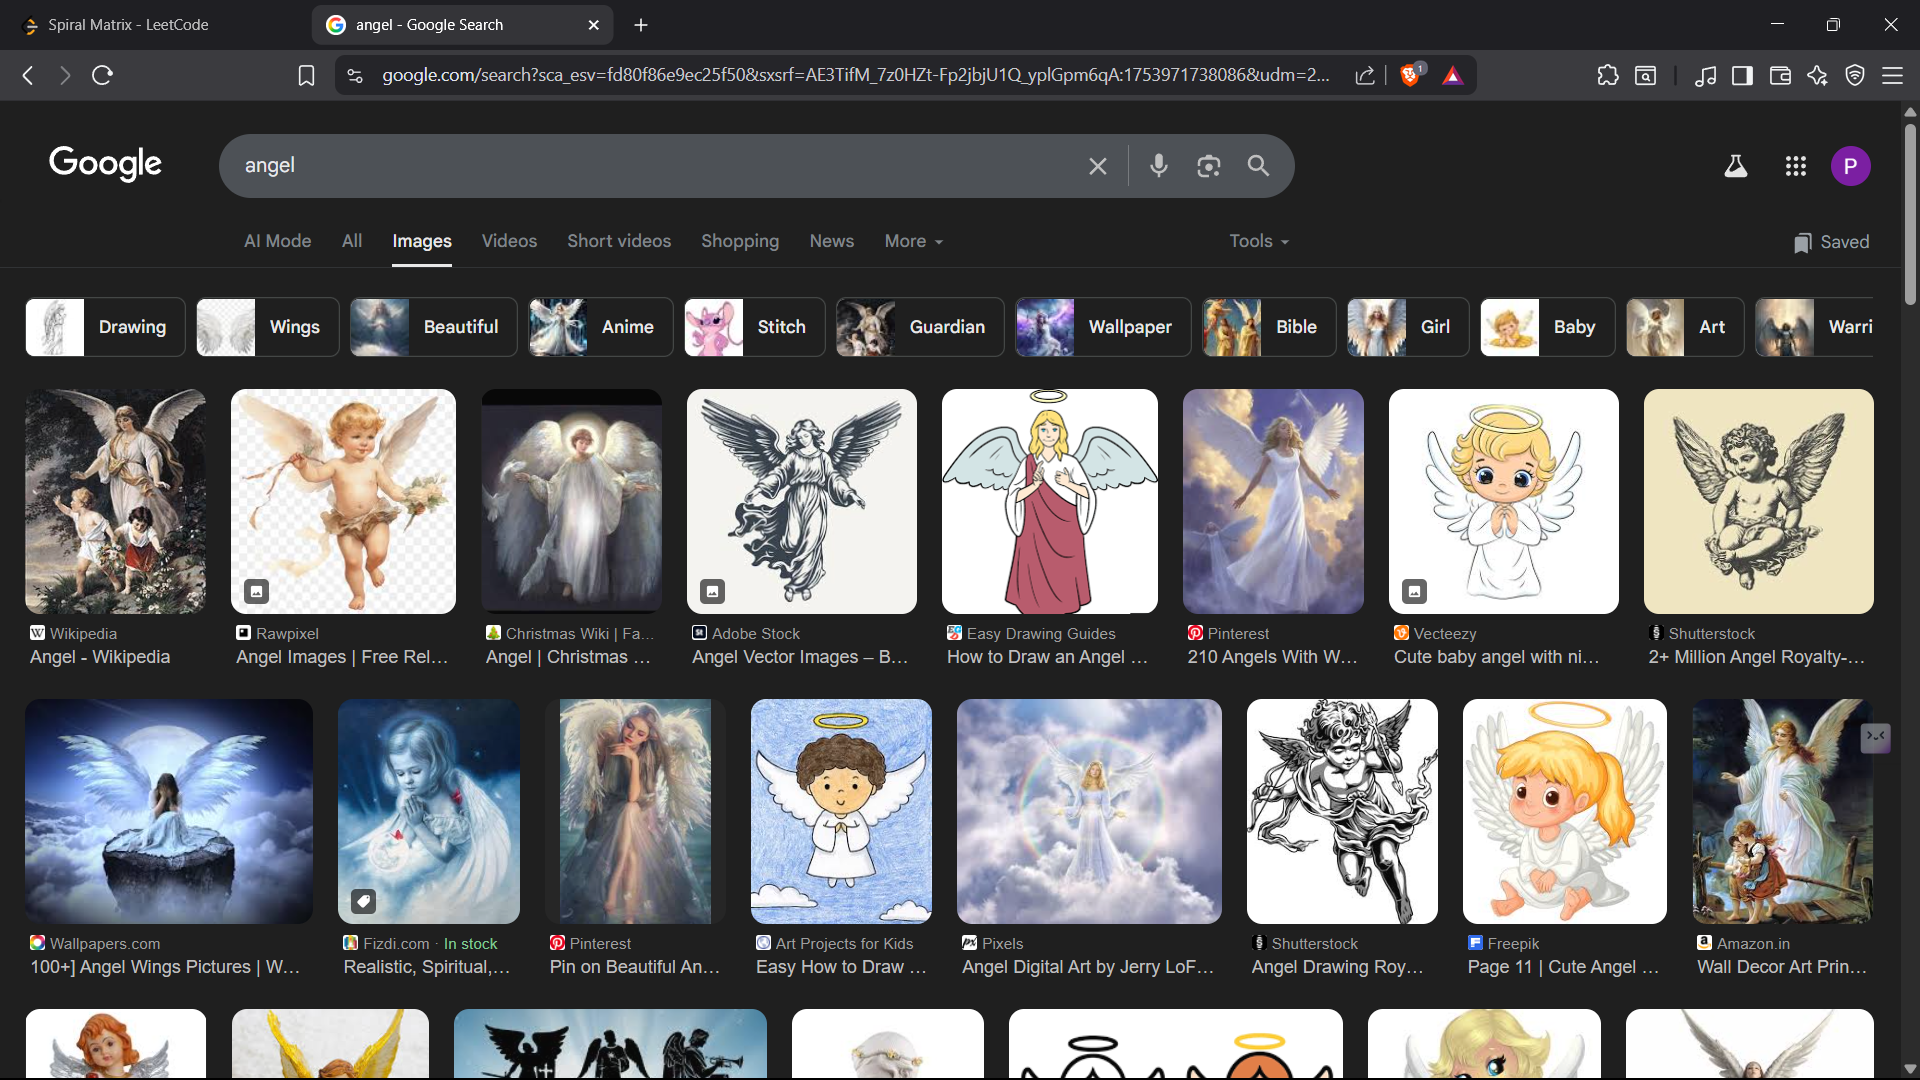 Spiral Matrix - LeetCode
angel - Google Search
google.com/search?sca_esv=fd80f86e9ec25f50&sxsrf=AE3TifM_7z0HZt-Fp2jbjU1Q_yplGpm6qA:1753971738086&udm=2...
1
Google
angel
P
AI Mode
All
Images
Videos
Short videos
Shopping
News
More
Tools
Saved
Drawing
Wings
Beautiful
Anime
Stitch
Guardian
Wallpaper
Bible
Girl
Baby
Art
Warri
Wikipedia
Angel - Wikipedia
Rawpixel
Angel Images | Free Rel...
Christmas Wiki | Fa...
Angel | Christmas ...
Adobe Stock
Angel Vector Images – B...
Easy Drawing Guides
How to Draw an Angel ...
Pinterest
210 Angels With W...
Vecteezy
Cute baby angel with ni...
Shutterstock
2+ Million Angel Royalty-...
Wallpapers.com
100+] Angel Wings Pictures | W...
Fizdi.com · In stock
Realistic, Spiritual,...
Pinterest
Pin on Beautiful An...
Art Projects for Kids
Easy How to Draw ...
Pixels
Angel Digital Art by Jerry LoF...
Shutterstock
Angel Drawing Roy...
Freepik
Page 11 | Cute Angel ...
Amazon.in
Wall Decor Art Prin...